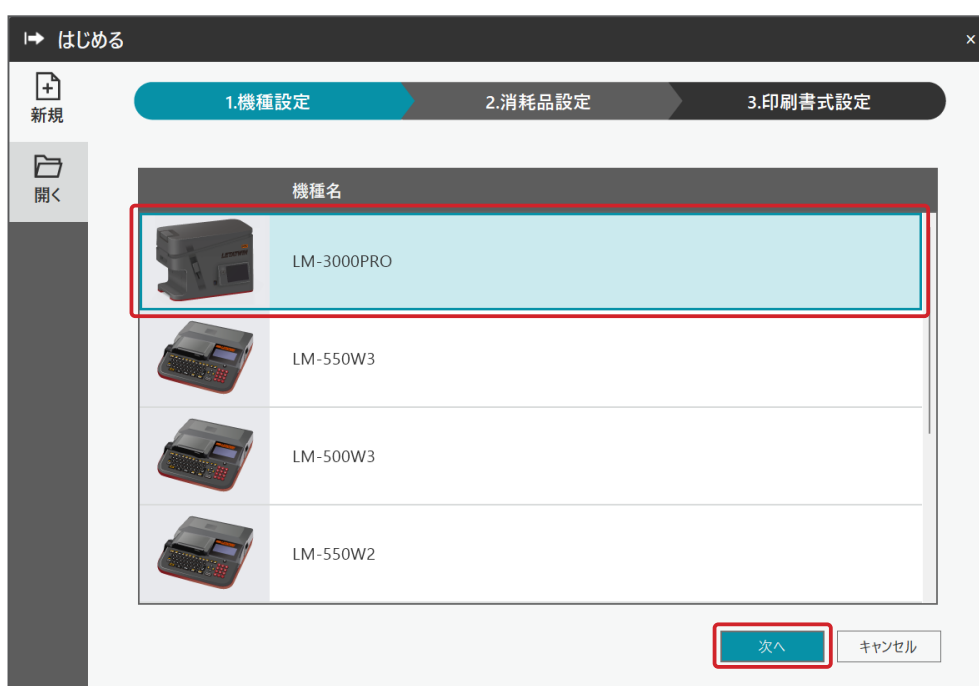 はじめる
×
新規
開く
1.機種設定
2.消耗品設定
3.印刷書式設定
機種名
LM-3000PRO
LM-550W3
LM-500W3
LM-550W2
次へ
キャンセル